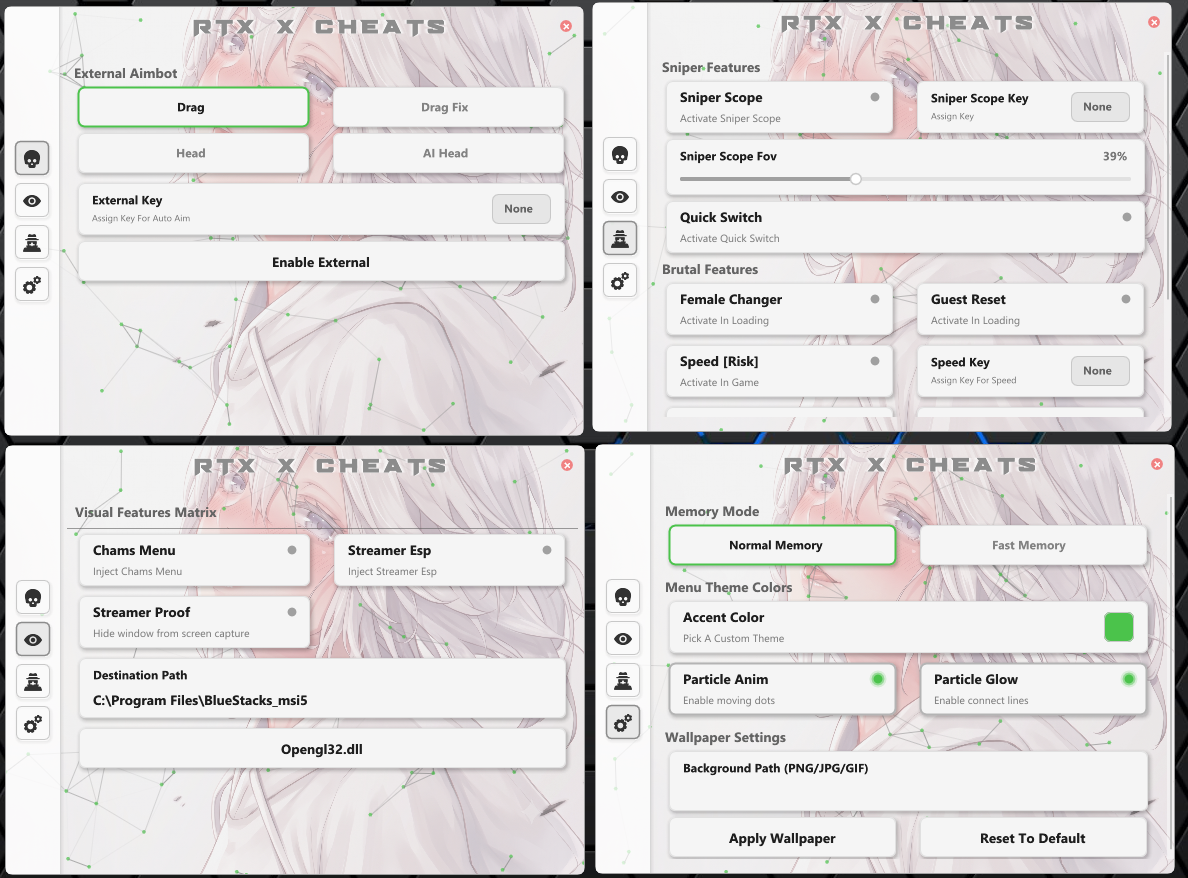 RTX X CHEATS
External Aimbot
Drag
Drag Fix
Head
AI Head
External Key
Assign Key For Auto Aim
None
Enable External
RTX X CHEATS
Sniper Features
Sniper Scope
Activate Sniper Scope
Sniper Scope Key
Assign Key
None
Sniper Scope Fov
39%
Quick Switch
Activate Quick Switch
Brutal Features
Female Changer
Activate In Loading
Guest Reset
Activate In Loading
Speed [Risk]
Activate In Game
Speed Key
Assign Key For Speed
None
RTX X CHEATS
Visual Features Matrix
Chams Menu
Inject Chams Menu
Streamer Esp
Inject Streamer Esp
Streamer Proof
Hide window from screen capture
Destination Path
C:\Program Files\BlueStacks_msi5
Opengl32.dll
RTX X CHEATS
Memory Mode
Normal Memory
Fast Memory
Menu Theme Colors
Accent Color
Pick A Custom Theme
Particle Anim
Enable moving dots
Particle Glow
Enable connect lines
Wallpaper Settings
Background Path (PNG/JPG/GIF)
Apply Wallpaper
Reset To Default